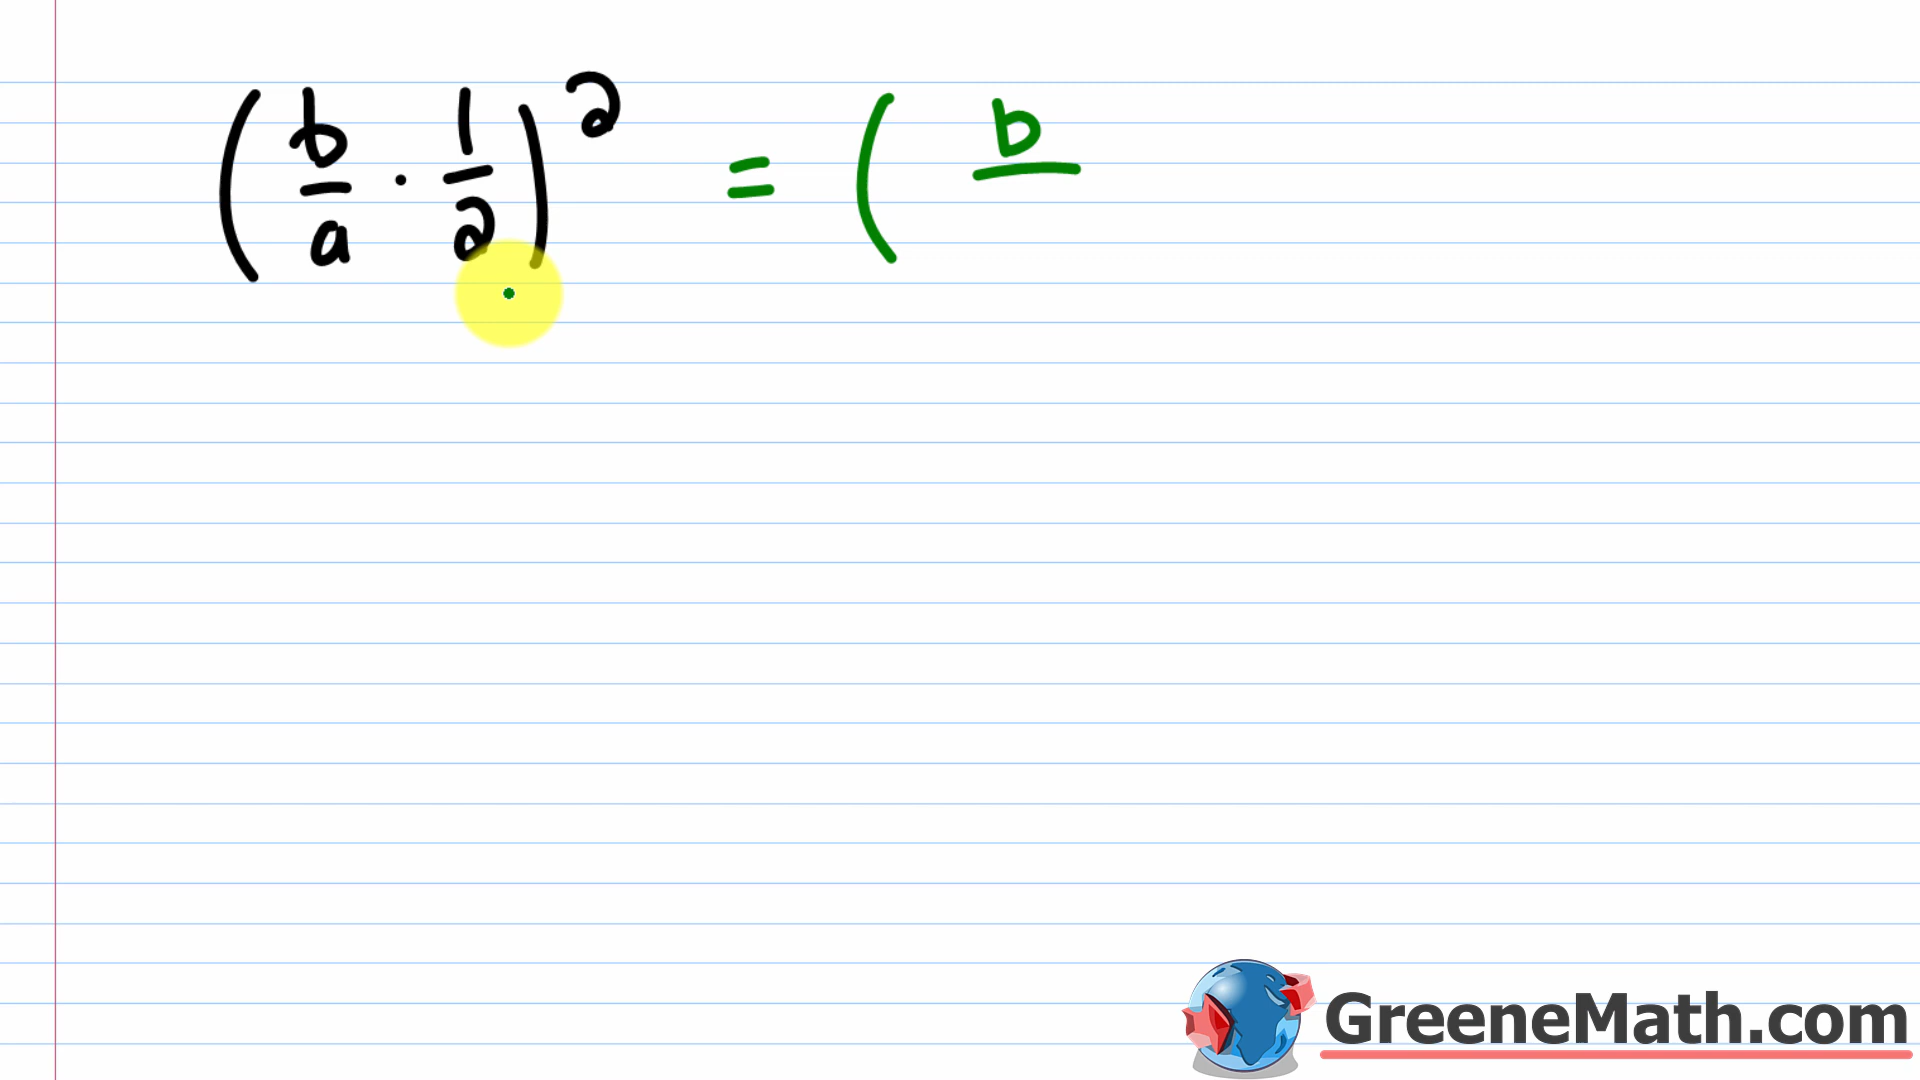 (b/a · 1/2)² = ( b/
GreeneMath.com